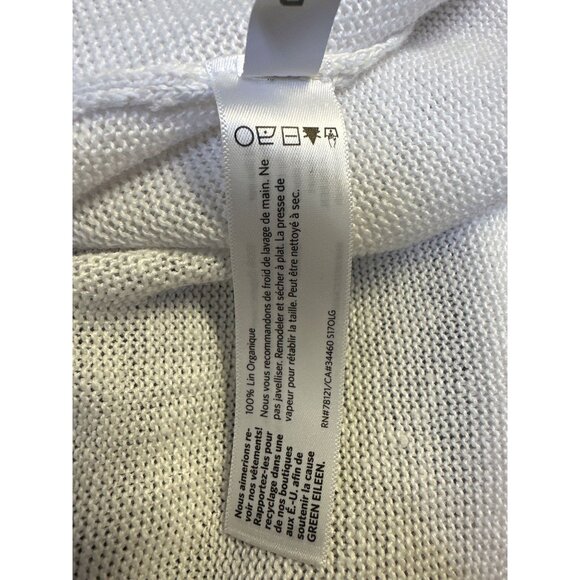 100% Lin Organique
Nous vous recommandons de froid de lavage de main. Ne
pas javelliser. Remodeler et sécher à plat. La presse de
vapeur pour rétablir la taille. Peut être nettoyé à sec.
RN#78121/CA#34460 S17OLG
Nous aimerions re-
voir nos vêtements!
Rapportez-les pour
recyclage dans une
de nos boutiques
aux É.-U. afin de
soutenir la cause
GREEN EILEEN.